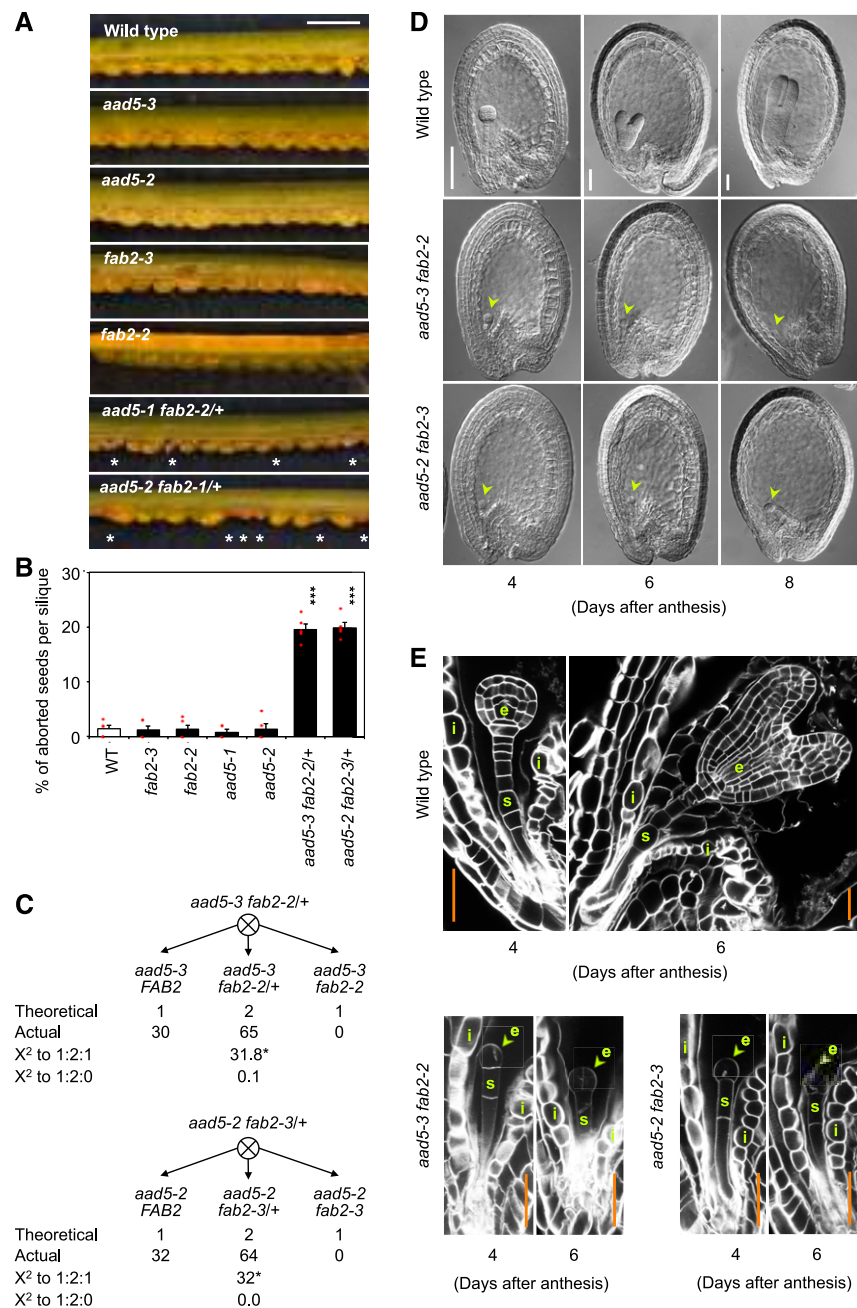 A
Wild type
aad5-3
aad5-2
fab2-3
fab2-2
aad5-1 fab2-2/+
* * * *
aad5-2 fab2-1/+
* * * * * *
B
% of aborted seeds per silique
30
20
10
0
***
***
WT
fab2-3
fab2-2
aad5-1
aad5-2
aad5-3 fab2-2/+
aad5-2 fab2-3/+
C
aad5-3 fab2-2/+
aad5-3 FAB2
aad5-3 fab2-2/+
aad5-3 fab2-2
Theoretical 1 2 1
Actual 30 65 0
X² to 1:2:1 31.8*
X² to 1:2:0 0.1
aad5-2 fab2-3/+
aad5-2 FAB2
aad5-2 fab2-3/+
aad5-2 fab2-3
Theoretical 1 2 1
Actual 32 64 0
X² to 1:2:1 32*
X² to 1:2:0 0.0
D
Wild type
aad5-3 fab2-2
aad5-2 fab2-3
4 6 8
(Days after anthesis)
E
Wild type
i e s i
i e s i
4 6
(Days after anthesis)
aad5-3 fab2-2
i e s i
i e s i
4 6
(Days after anthesis)
aad5-2 fab2-3
i e s i
i e s i
4 6
(Days after anthesis)